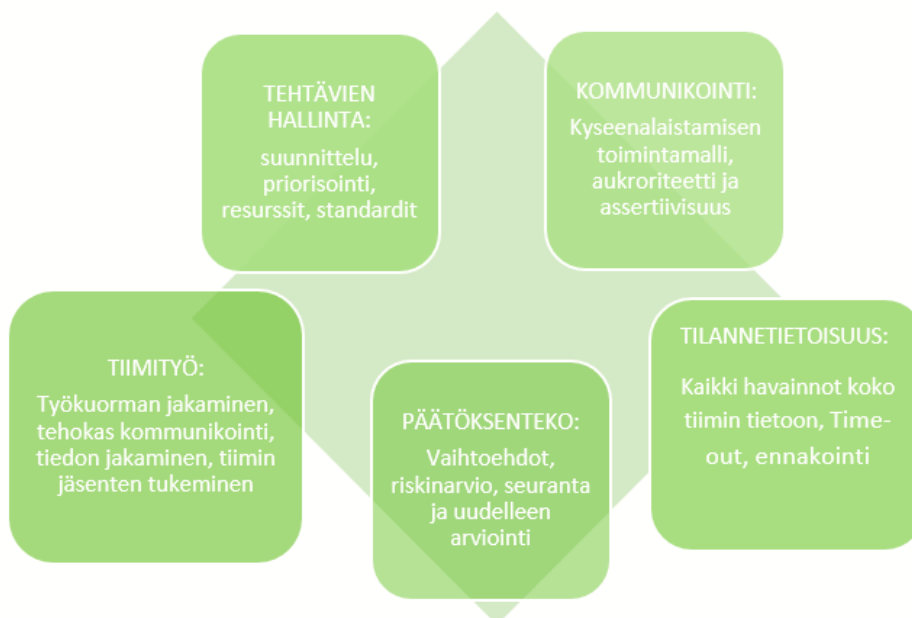 TEHTÄVIEN
HALLINTA:
suunnittelu,
priorisointi,
resurssit, standardit
KOMMUNIKOINTI:
Kyseenalaistamisen
toimintamalli,
aukroriteetti ja
assertiivisuus
TIIMITYÖ:
Työkuorman jakaminen,
tehokas kommunikointi,
tiedon jakaminen, tiimin
jäsenten tukeminen
PÄÄTÖKSENTEKO:
Vaihtoehdot,
riskinarvio, seuranta
ja uudelleen
arviointi
TILANNETIETOISUUS:
Kaikki havainnot koko
tiimin tietoon, Time-
out, ennakointi